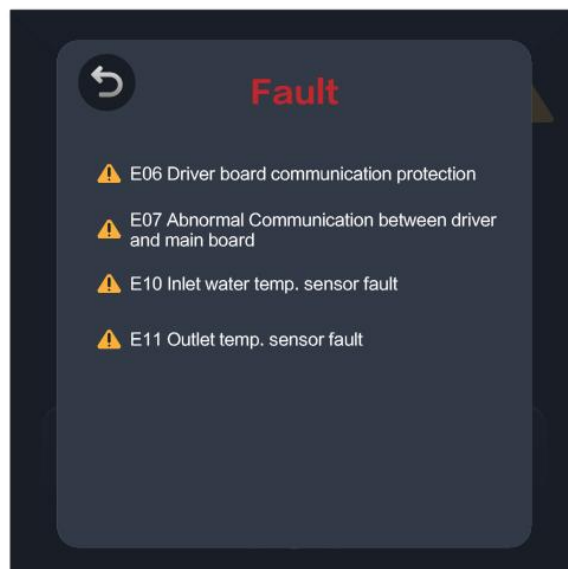 Fault
E06 Driver board communication protection
E07 Abnormal Communication between driver
and main board
E10 Inlet water temp. sensor fault
E11 Outlet temp. sensor fault